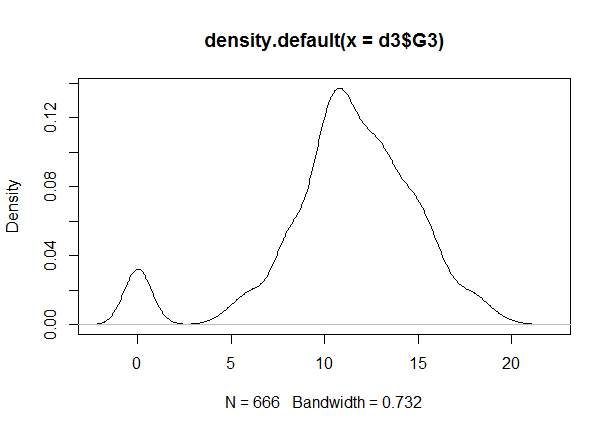 density.default(x = d3$G3)
Density
0.12
0.08
0.04
0.00
0 5 10 15 20
N = 666 Bandwidth = 0.732